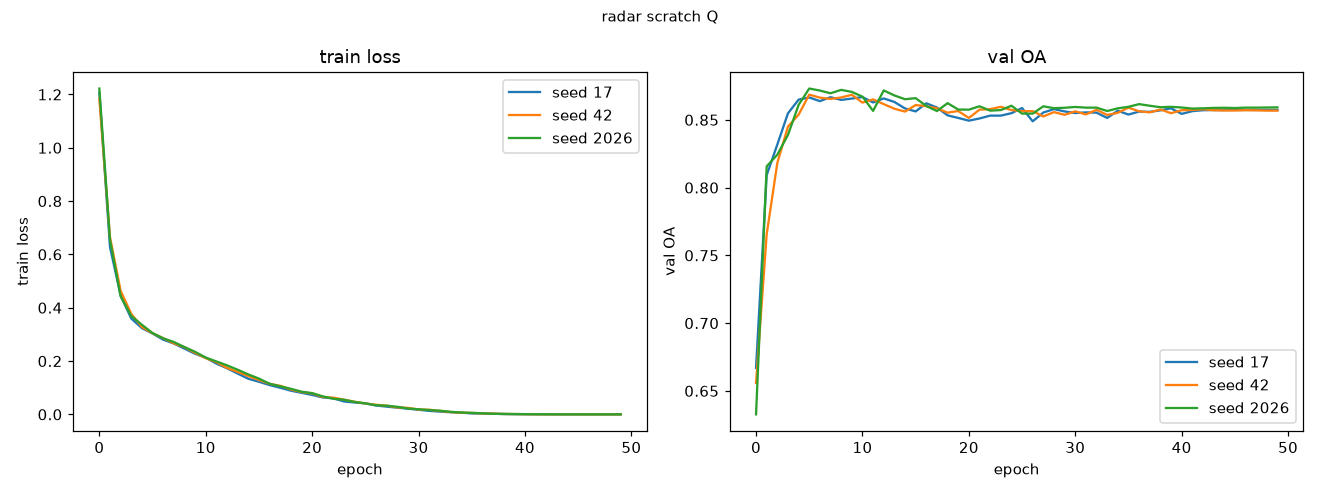 radar scratch Q
train loss
train loss
1.2
1.0
0.8
0.6
0.4
0.2
0.0
0 10 20 30 40 50
epoch
seed 17
seed 42
seed 2026
val OA
val OA
0.85
0.80
0.75
0.70
0.65
0 10 20 30 40 50
epoch
seed 17
seed 42
seed 2026